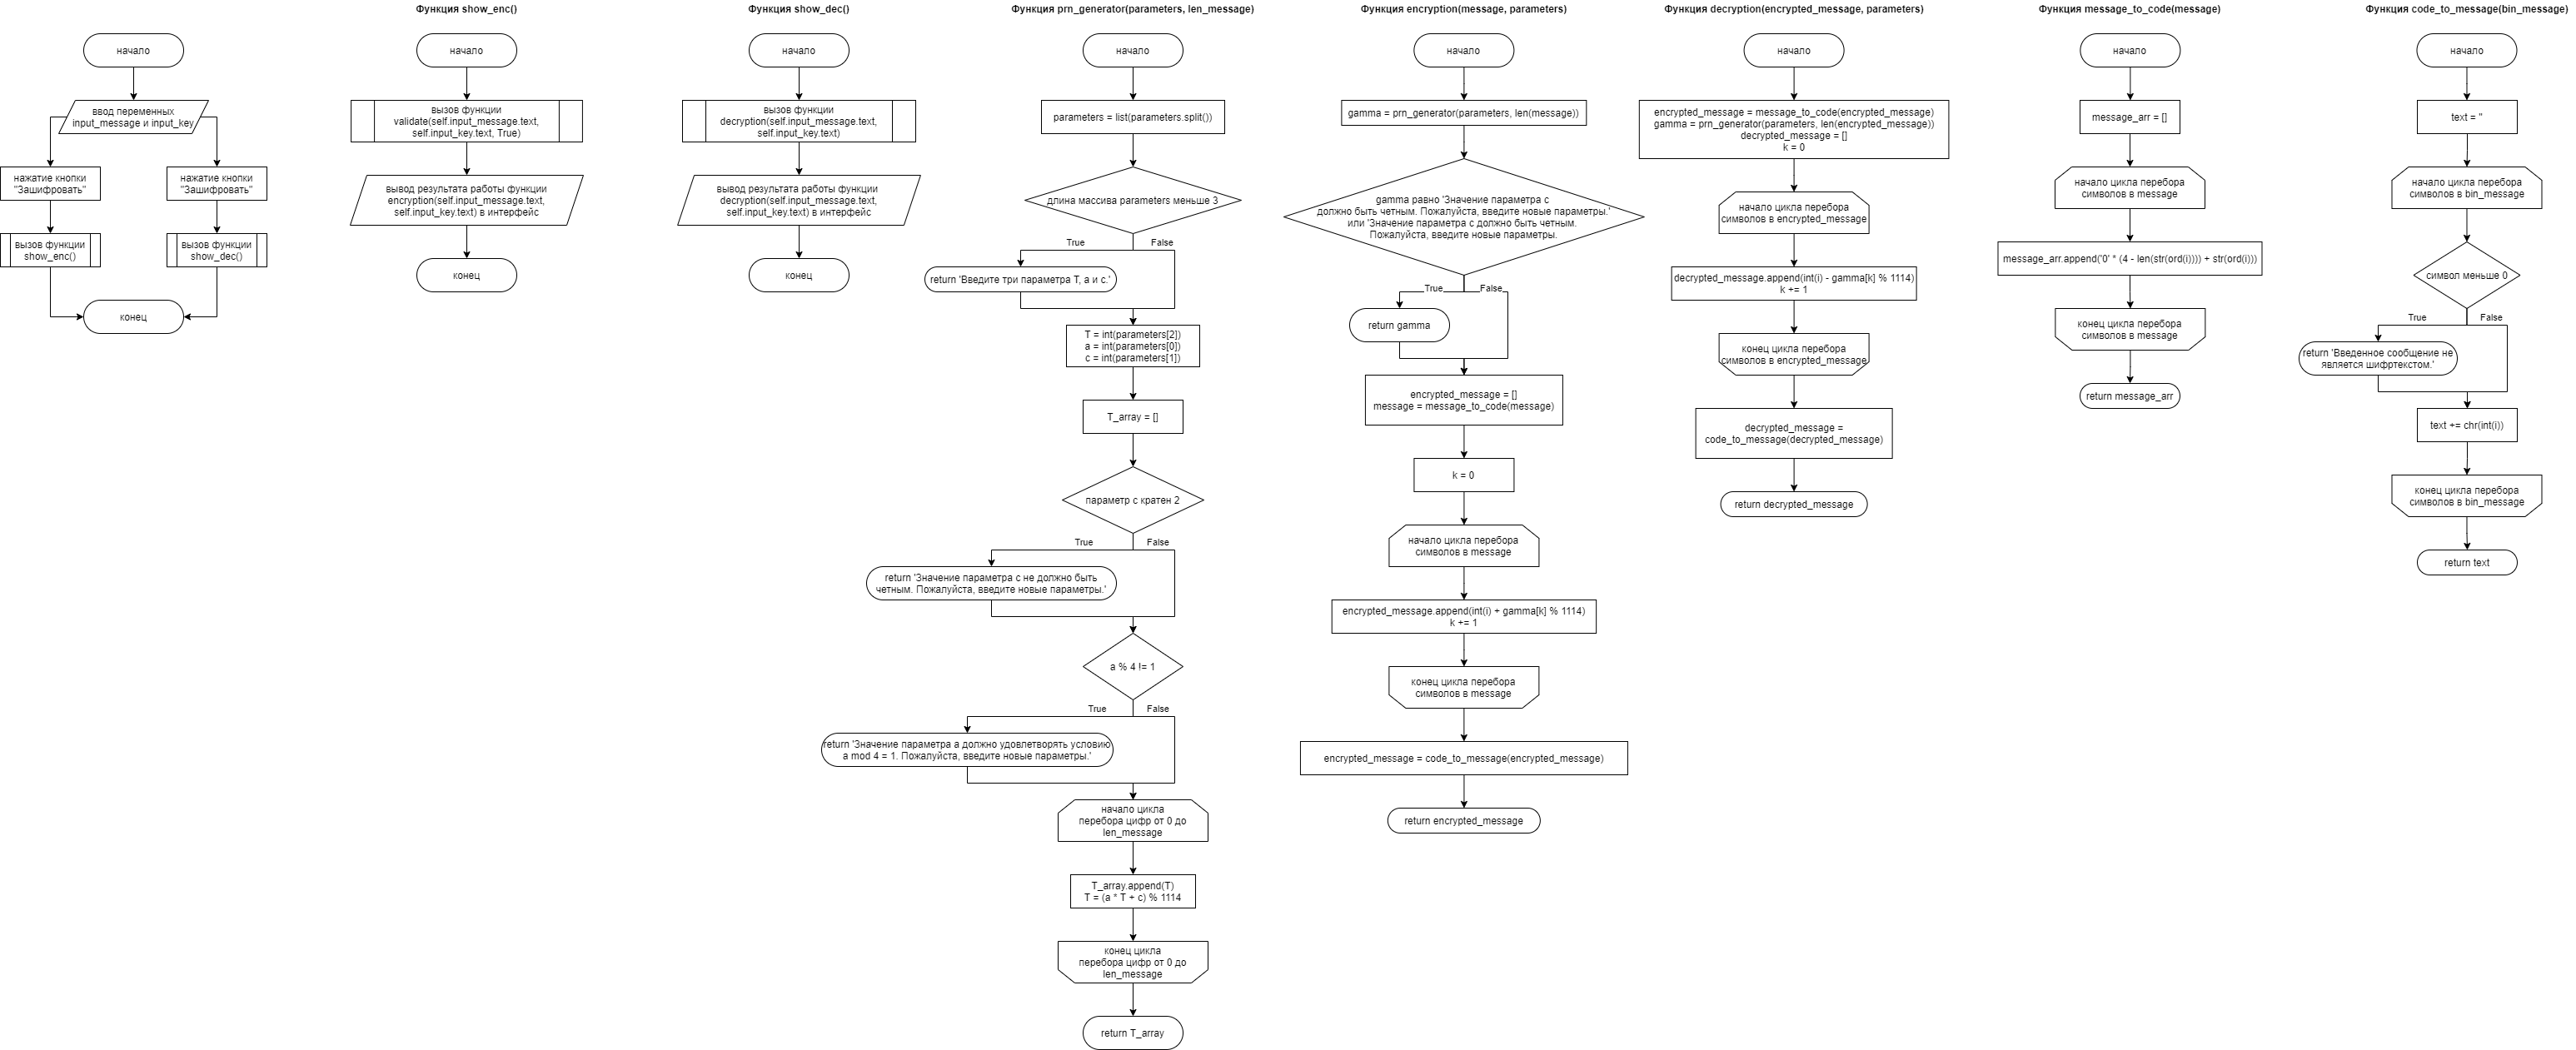 начало
ввод переменных
input_message и input_key
нажатие кнопки
"Зашифровать"
нажатие кнопки
"Зашифровать"
вызов функции
show_enc()
вызов функции
show_dec()
конец
Функция show_enc()
начало
вызов функции
validate(self.input_message.text,
self.input_key.text, True)
вывод результата работы функции
encryption(self.input_message.text,
self.input_key.text) в интерфейс
конец
Функция show_dec()
начало
вызов функции
decryption(self.input_message.text,
self.input_key.text)
вывод результата работы функции
decryption(self.input_message.text,
self.input_key.text) в интерфейс
конец
Функция prn_generator(parameters, len_message)
начало
parameters = list(parameters.split())
длина массива parameters меньше 3
True
False
return 'Введите три параметра T, a и c.'
T = int(parameters[2])
a = int(parameters[0])
c = int(parameters[1])
T_array = []
параметр c кратен 2
True
False
return 'Значение параметра c не должно быть
четным. Пожалуйста, введите новые параметры.'
a % 4 != 1
True
False
return 'Значение параметра a должно удовлетворять условию
a mod 4 = 1. Пожалуйста, введите новые параметры.'
начало цикла
перебора цифр от 0 до
len_message
T_array.append(T)
T = (a * T + c) % 1114
конец цикла
перебора цифр от 0 до
len_message
return T_array
Функция encryption(message, parameters)
начало
gamma = prn_generator(parameters, len(message))
gamma равно 'Значение параметра c
должно быть четным. Пожалуйста, введите новые параметры.'
или 'Значение параметра c должно быть четным.
Пожалуйста, введите новые параметры.
True
False
return gamma
encrypted_message = []
message = message_to_code(message)
k = 0
начало цикла перебора
символов в message
encrypted_message.append(int(i) + gamma[k] % 1114)
k += 1
конец цикла перебора
символов в message
encrypted_message = code_to_message(encrypted_message)
return encrypted_message
Функция decryption(encrypted_message, parameters)
начало
encrypted_message = message_to_code(encrypted_message)
gamma = prn_generator(parameters, len(encrypted_message))
decrypted_message = []
k = 0
начало цикла перебора
символов в encrypted_message
decrypted_message.append(int(i) - gamma[k] % 1114)
k += 1
конец цикла перебора
символов в encrypted_message
decrypted_message =
code_to_message(decrypted_message)
return decrypted_message
Функция message_to_code(message)
начало
message_arr = []
начало цикла перебора
символов в message
message_arr.append('0' * (4 - len(str(ord(i)))) + str(ord(i)))
конец цикла перебора
символов в message
return message_arr
Функция code_to_message(bin_message)
начало
text = ''
начало цикла перебора
символов в bin_message
символ меньше 0
True
False
return 'Введенное сообщение не
является шифртекстом.'
text += chr(int(i))
конец цикла перебора
символов в bin_message
return text